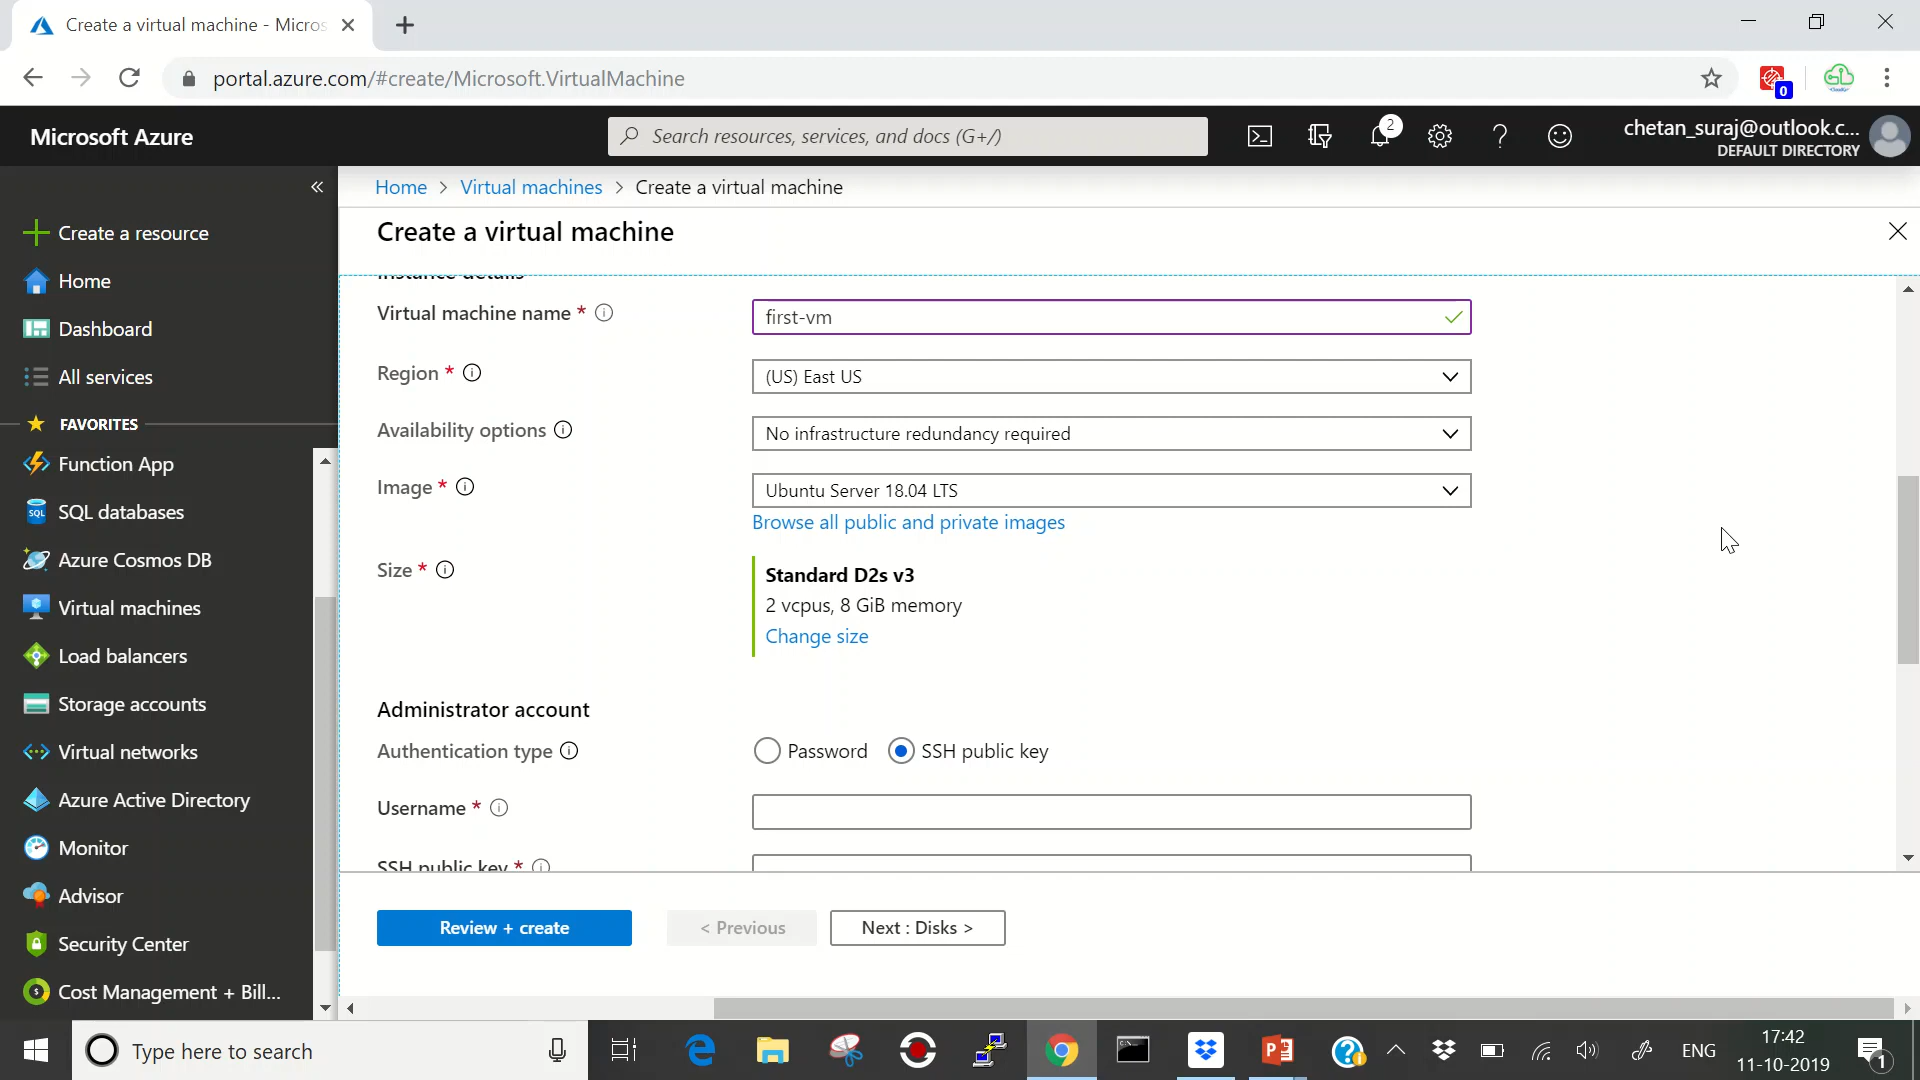 Create a virtual machine - Micros
portal.azure.com/#create/Microsoft.VirtualMachine
0
Microsoft Azure
Search resources, services, and docs (G+/)
2
chetan_suraj@outlook.c...
DEFAULT DIRECTORY
Home > Virtual machines > Create a virtual machine
Create a virtual machine
Create a resource
Home
Dashboard
All services
FAVORITES
Function App
SQL databases
Azure Cosmos DB
Virtual machines
Load balancers
Storage accounts
Virtual networks
Azure Active Directory
Monitor
Advisor
Security Center
Cost Management + Bill...
Instance details
Virtual machine name *
first-vm
Region *
(US) East US
Availability options
No infrastructure redundancy required
Image *
Ubuntu Server 18.04 LTS
Browse all public and private images
Size *
Standard D2s v3
2 vcpus, 8 GiB memory
Change size
Administrator account
Authentication type
Password
SSH public key
Username *
SSH public key *
Review + create
< Previous
Next : Disks >
Type here to search
ENG
17:42
11-10-2019
1